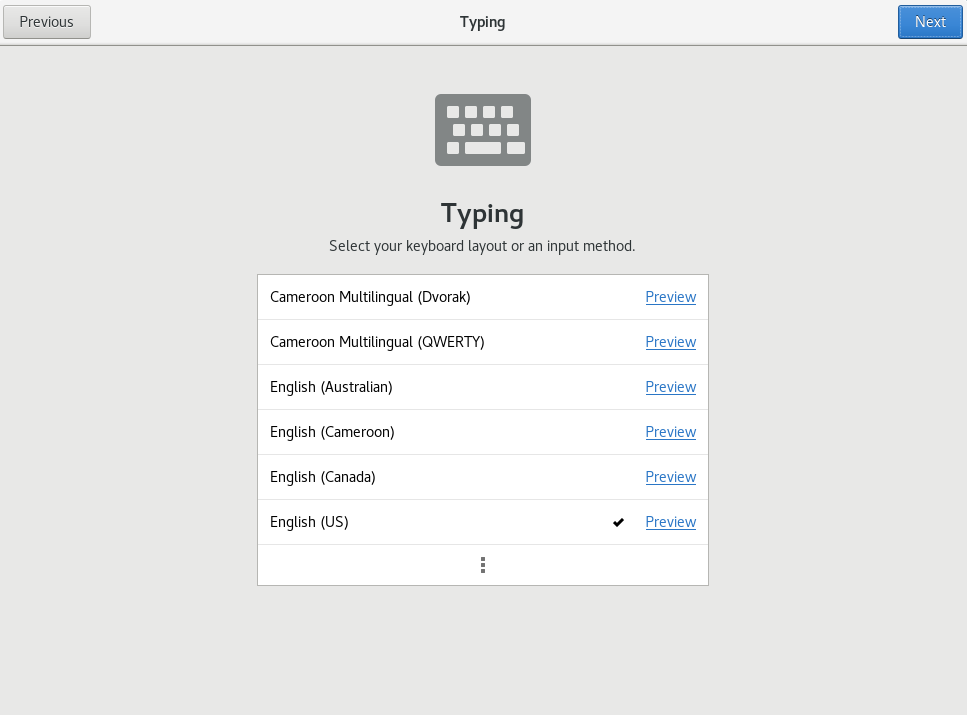 Previous
Typing
Next
Typing
Select your keyboard layout or an input method.
Cameroon Multilingual (Dvorak) Preview
Cameroon Multilingual (QWERTY) Preview
English (Australian) Preview
English (Cameroon) Preview
English (Canada) Preview
English (US) Preview